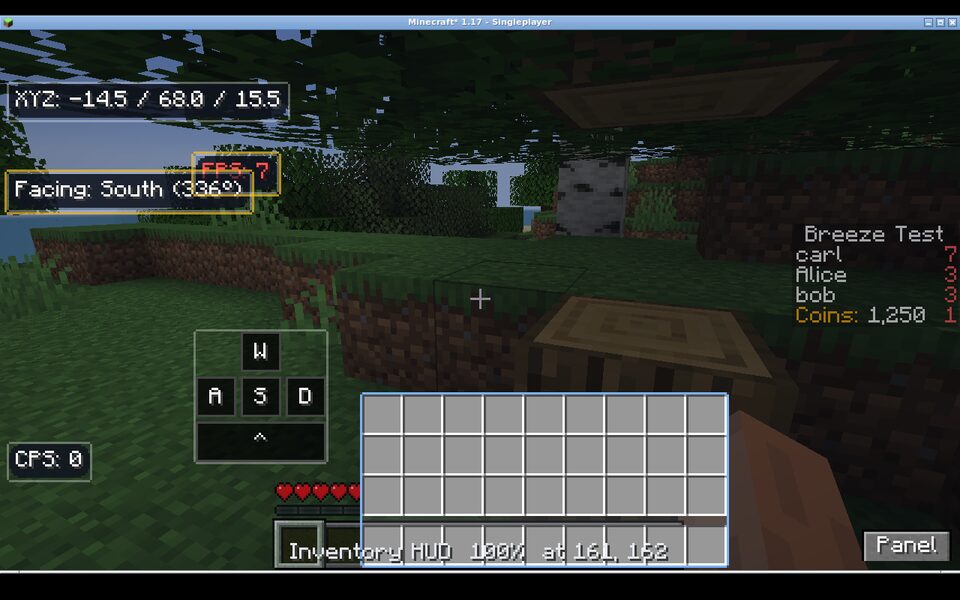 Minecraft* 1.17 - Singleplayer
XYZ: -14.5 / 68.0 / 15.5
FPS: 7
Facing: South (336°)
Breeze Test
carl 7
Alice 3
bob 3
Coins: 1,250 1
W
A S D
^
CPS: 0
Inventory HUD 100% at 161, 162
Panel